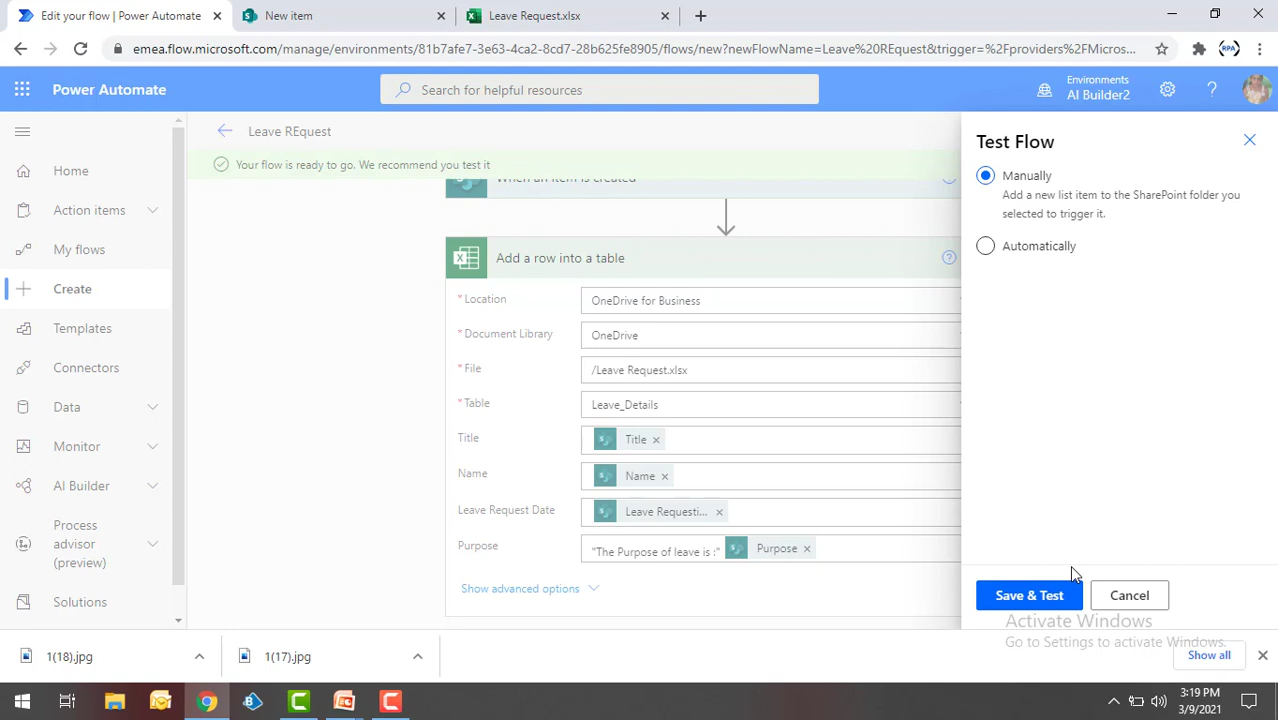 Edit your flow | Power Automate
New item
Leave Request.xlsx
emea.flow.microsoft.com/manage/environments/81b7afe7-3e63-4ca2-8cd7-28b625fe8905/flows/new?newFlowName=Leave%20REquest&trigger=%2Fproviders%2FMicros...
RPA
Power Automate
Search for helpful resources
Environments
AI Builder2
Leave REquest
Your flow is ready to go. We recommend you test it
Home
Action items
My flows
Create
Templates
Connectors
Data
Monitor
AI Builder
Process
advisor
(preview)
Solutions
When an item is created
Add a row into a table
* Location
OneDrive for Business
* Document Library
OneDrive
* File
/Leave Request.xlsx
* Table
Leave_Details
Title
Title
Name
Name
Leave Request Date
Leave Requesti...
Purpose
"The Purpose of leave is :" Purpose
Show advanced options
Test Flow
Manually
Add a new list item to the SharePoint folder you
selected to trigger it.
Automatically
Save & Test
Cancel
Activate Windows
Go to Settings to activate Windows.
1(18).jpg
1(17).jpg
Show all
3:19 PM
3/9/2021